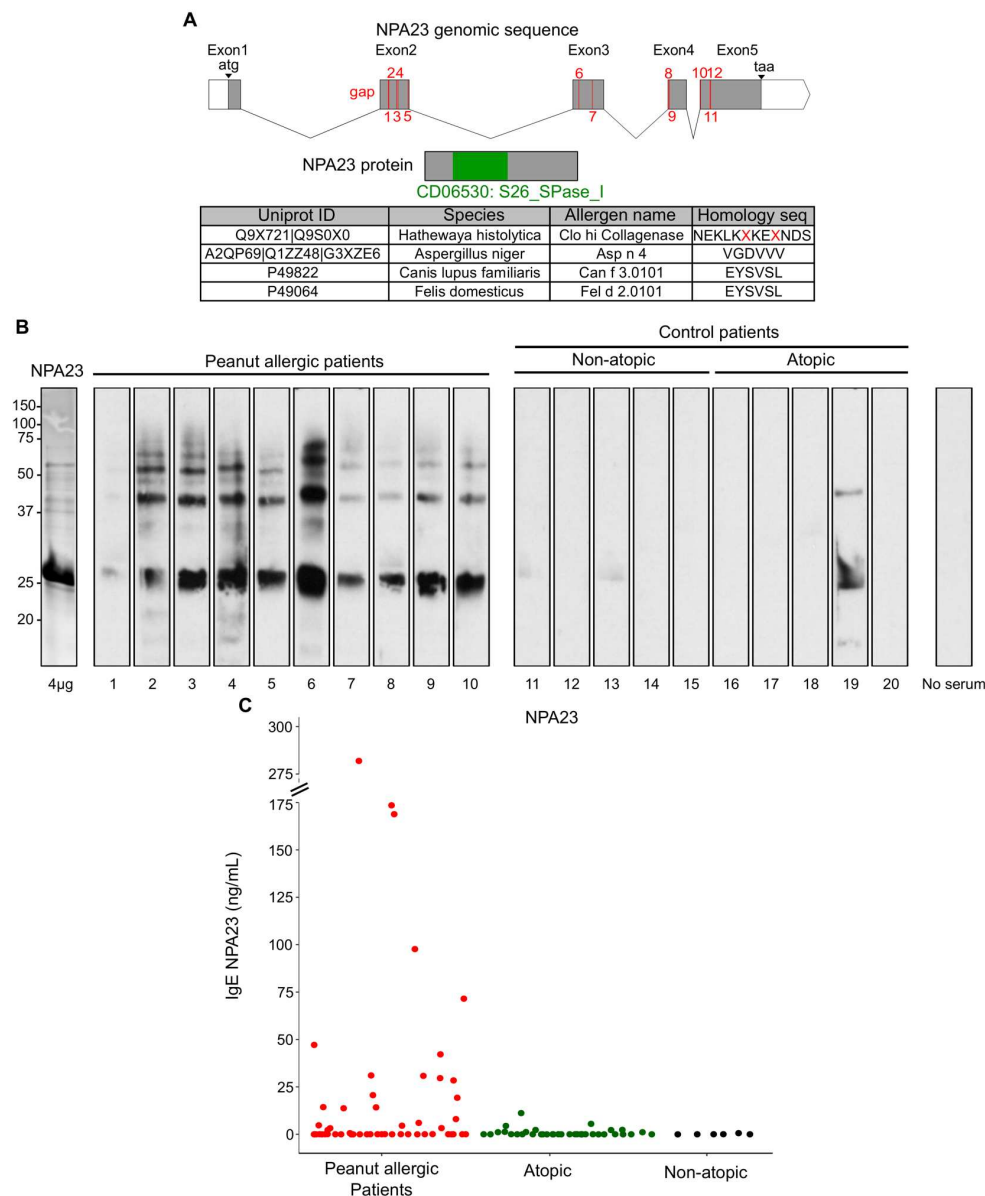 A
NPA23 genomic sequence
Exon1 Exon2 Exon3 Exon4 Exon5
atg taa
24 6 8 1012
gap
13 5 7 9 11
NPA23 protein
CD06530: S26_SPase_I
Uniprot ID Species Allergen name Homology seq
Q9X721|Q9S0X0 Hathewaya histolytica Clo hi Collagenase NEKLKXKEXNDS
A2QP69|Q1ZZ48|G3XZE6 Aspergillus niger Asp n 4 VGDVVV
P49822 Canis lupus familiaris Can f 3.0101 EYSVSL
P49064 Felis domesticus Fel d 2.0101 EYSVSL
B
Control patients
NPA23 Peanut allergic patients Non-atopic Atopic
150
100
75
50
37
25
20
4µg 1 2 3 4 5 6 7 8 9 10 11 12 13 14 15 16 17 18 19 20 No serum
C
NPA23
IgE NPA23 (ng/mL)
300
275
175
150
125
100
75
50
25
0
Peanut allergic Patients
Atopic
Non-atopic